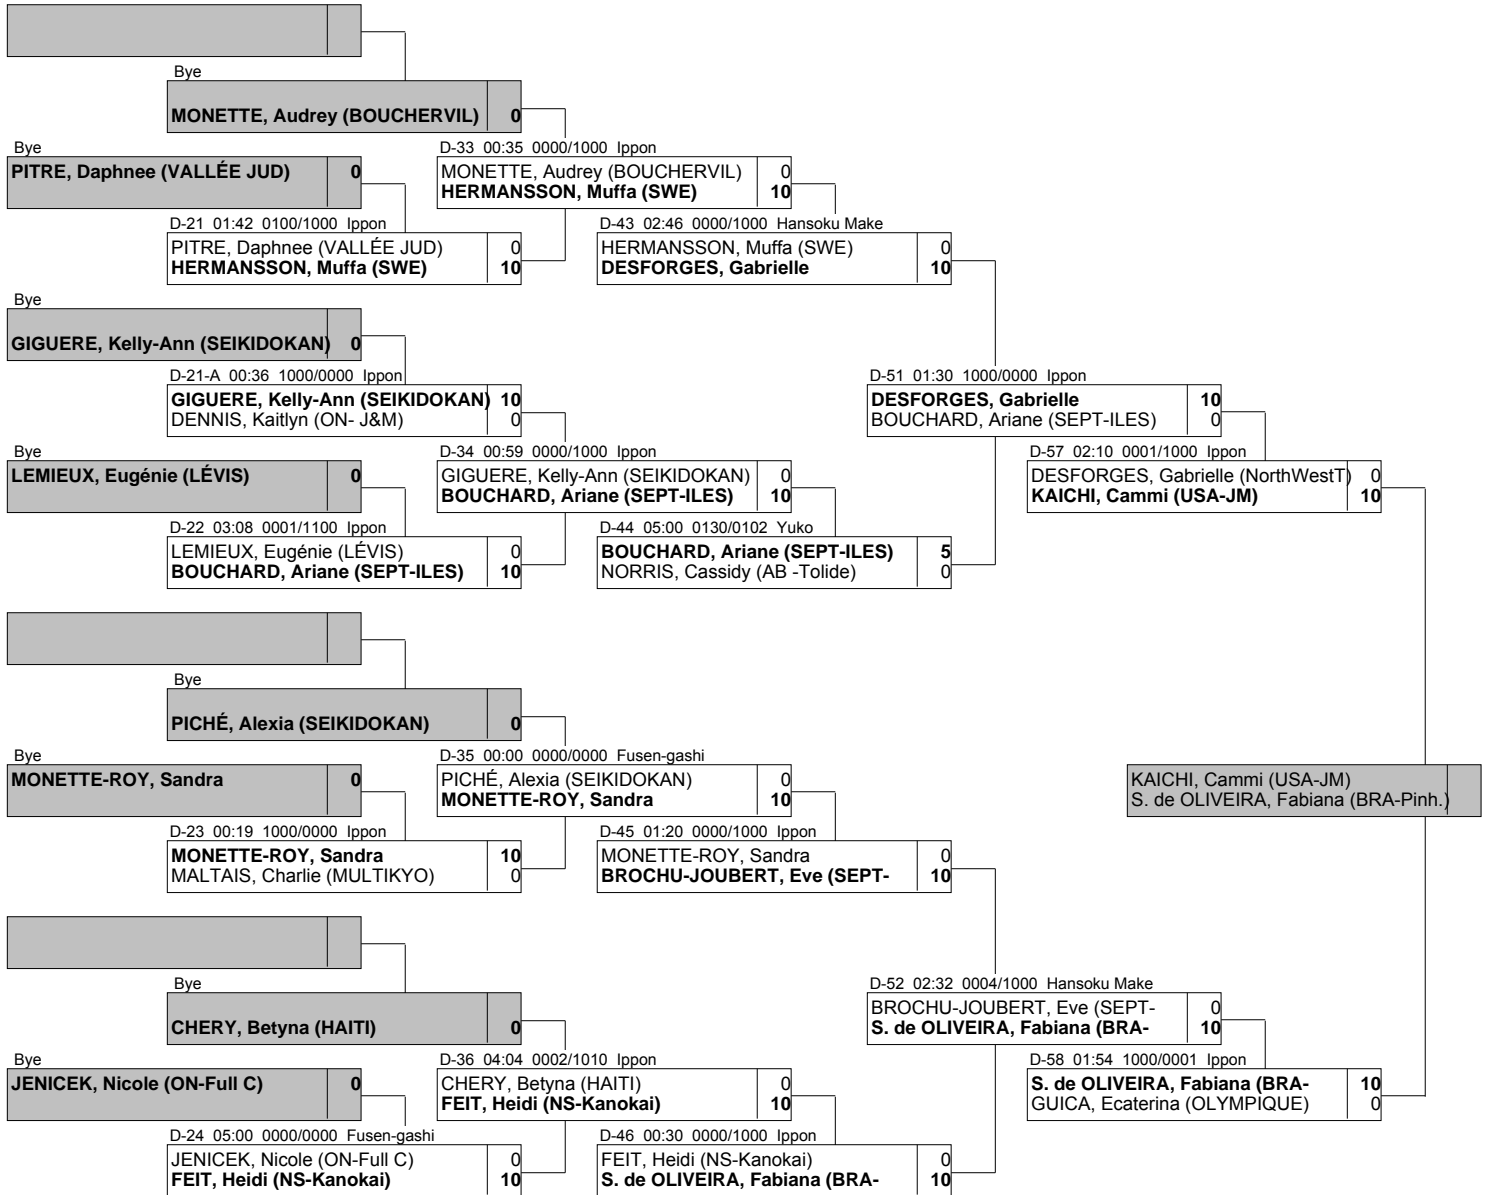 Bye
MONETTE, Audrey (BOUCHERVIL) 0
Bye
PITRE, Daphnee (VALLÉE JUD) 0
D-33 00:35 0000/1000 Ippon
MONETTE, Audrey (BOUCHERVIL) 0
HERMANSSON, Muffa (SWE) 10
D-21 01:42 0100/1000 Ippon
PITRE, Daphnee (VALLÉE JUD) 0
HERMANSSON, Muffa (SWE) 10
D-43 02:46 0000/1000 Hansoku Make
HERMANSSON, Muffa (SWE) 0
DESFORGES, Gabrielle 10
Bye
GIGUERE, Kelly-Ann (SEIKIDOKAN) 0
D-21-A 00:36 1000/0000 Ippon
GIGUERE, Kelly-Ann (SEIKIDOKAN) 10
DENNIS, Kaitlyn (ON- J&M) 0
D-51 01:30 1000/0000 Ippon
DESFORGES, Gabrielle 10
BOUCHARD, Ariane (SEPT-ILES) 0
Bye
LEMIEUX, Eugénie (LÉVIS) 0
D-34 00:59 0000/1000 Ippon
GIGUERE, Kelly-Ann (SEIKIDOKAN) 0
BOUCHARD, Ariane (SEPT-ILES) 10
D-57 02:10 0001/1000 Ippon
DESFORGES, Gabrielle (NorthWestT) 0
KAICHI, Cammi (USA-JM) 10
D-22 03:08 0001/1100 Ippon
LEMIEUX, Eugénie (LÉVIS) 0
BOUCHARD, Ariane (SEPT-ILES) 10
D-44 05:00 0130/0102 Yuko
BOUCHARD, Ariane (SEPT-ILES) 5
NORRIS, Cassidy (AB -Tolide) 0
Bye
PICHÉ, Alexia (SEIKIDOKAN) 0
Bye
MONETTE-ROY, Sandra 0
D-35 00:00 0000/0000 Fusen-gashi
PICHÉ, Alexia (SEIKIDOKAN) 0
MONETTE-ROY, Sandra 10
KAICHI, Cammi (USA-JM)
S. de OLIVEIRA, Fabiana (BRA-Pinh.)
D-23 00:19 1000/0000 Ippon
MONETTE-ROY, Sandra 10
MALTAIS, Charlie (MULTIKYO) 0
D-45 01:20 0000/1000 Ippon
MONETTE-ROY, Sandra 0
BROCHU-JOUBERT, Eve (SEPT- 10
Bye
CHERY, Betyna (HAITI) 0
D-52 02:32 0004/1000 Hansoku Make
BROCHU-JOUBERT, Eve (SEPT- 0
S. de OLIVEIRA, Fabiana (BRA- 10
Bye
JENICEK, Nicole (ON-Full C) 0
D-36 04:04 0002/1010 Ippon
CHERY, Betyna (HAITI) 0
FEIT, Heidi (NS-Kanokai) 10
D-58 01:54 1000/0001 Ippon
S. de OLIVEIRA, Fabiana (BRA- 10
GUICA, Ecaterina (OLYMPIQUE) 0
D-24 05:00 0000/0000 Fusen-gashi
JENICEK, Nicole (ON-Full C) 0
FEIT, Heidi (NS-Kanokai) 10
D-46 00:30 0000/1000 Ippon
FEIT, Heidi (NS-Kanokai) 0
S. de OLIVEIRA, Fabiana (BRA- 10